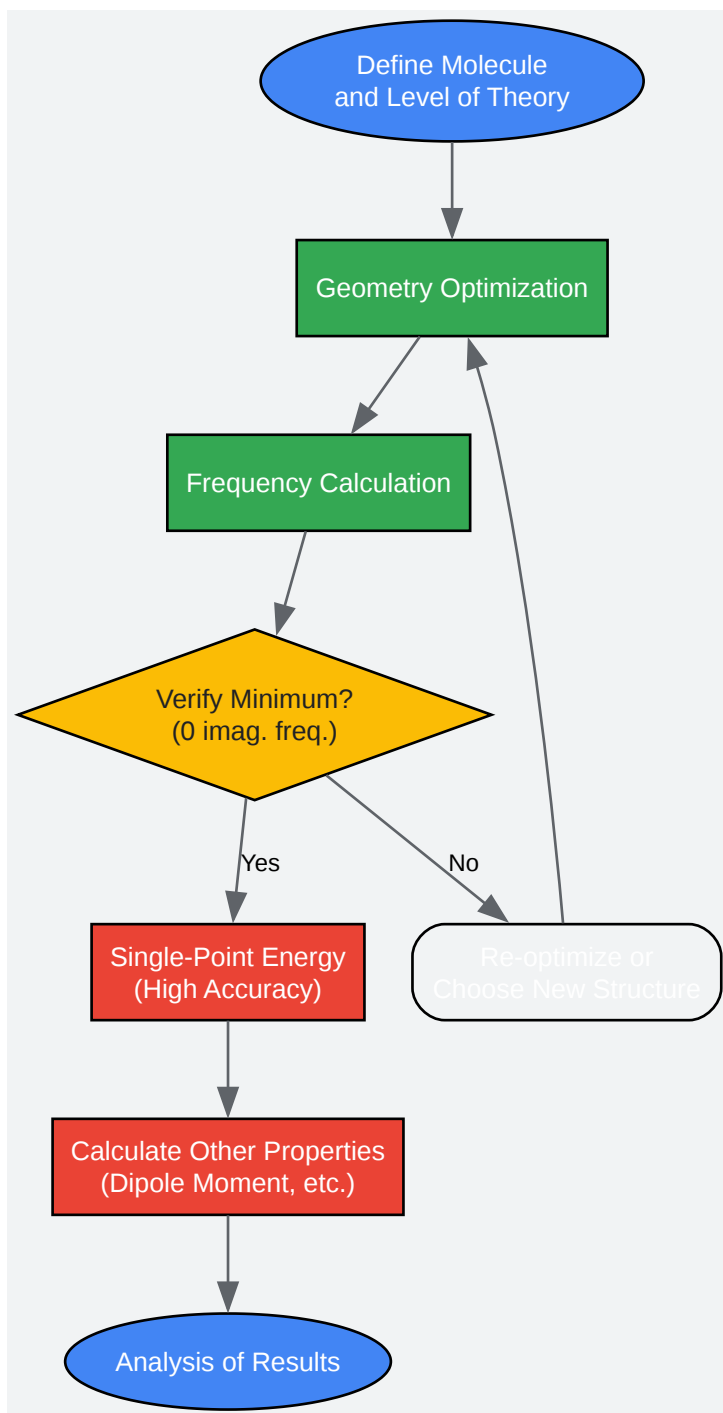 Define Molecule
and Level of Theory
Geometry Optimization
Frequency Calculation
Verify Minimum?
(0 imag. freq.)
Yes
No
Single-Point Energy
(High Accuracy)
Re-optimize or
Choose New Structure
Calculate Other Properties
(Dipole Moment, etc.)
Analysis of Results